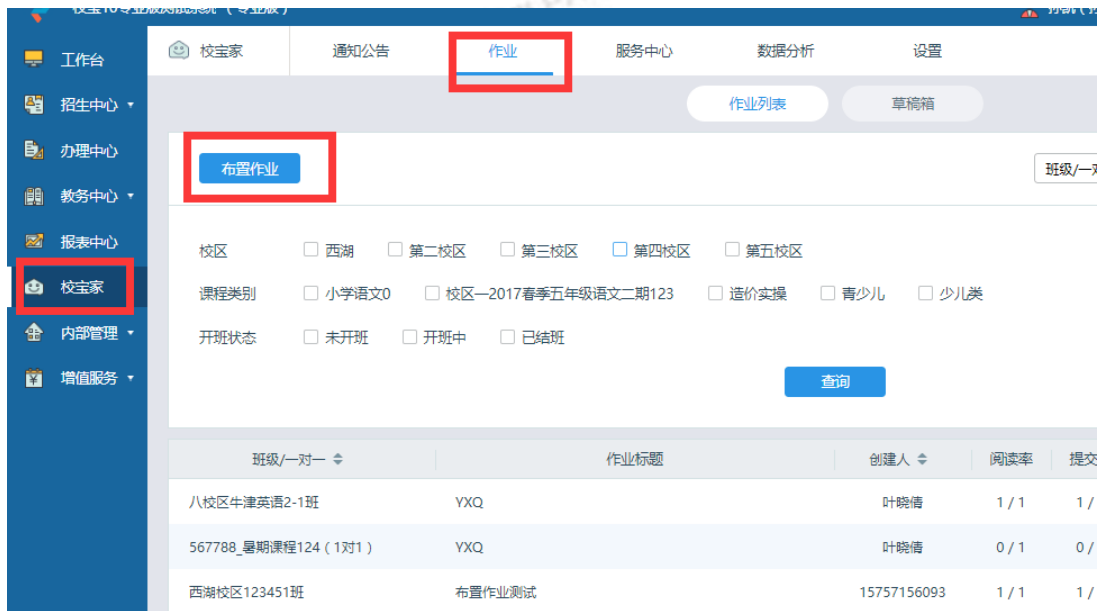 校宝家 通知公告 作业 服务中心 数据分析 设置
工作台
招生中心
办理中心
教务中心
报表中心
校宝家
内部管理
增值服务
作业列表 草稿箱
布置作业
校区 西湖 第二校区 第三校区 第四校区 第五校区
课程类别 小学语文0 校区—2017春季五年级语文二期123 造价实操 青少儿 少儿类
开班状态 未开班 开班中 已结班
查询
班级/一对一 作业标题 创建人 阅读率 提交
八校区牛津英语2-1班 YXQ 叶晓倩 1 / 1 1 /
567788_暑期课程124 ( 1对1 ) YXQ 叶晓倩 0 / 1 0 /
西湖校区123451班 布置作业测试 15757156093 1 / 1 1 /